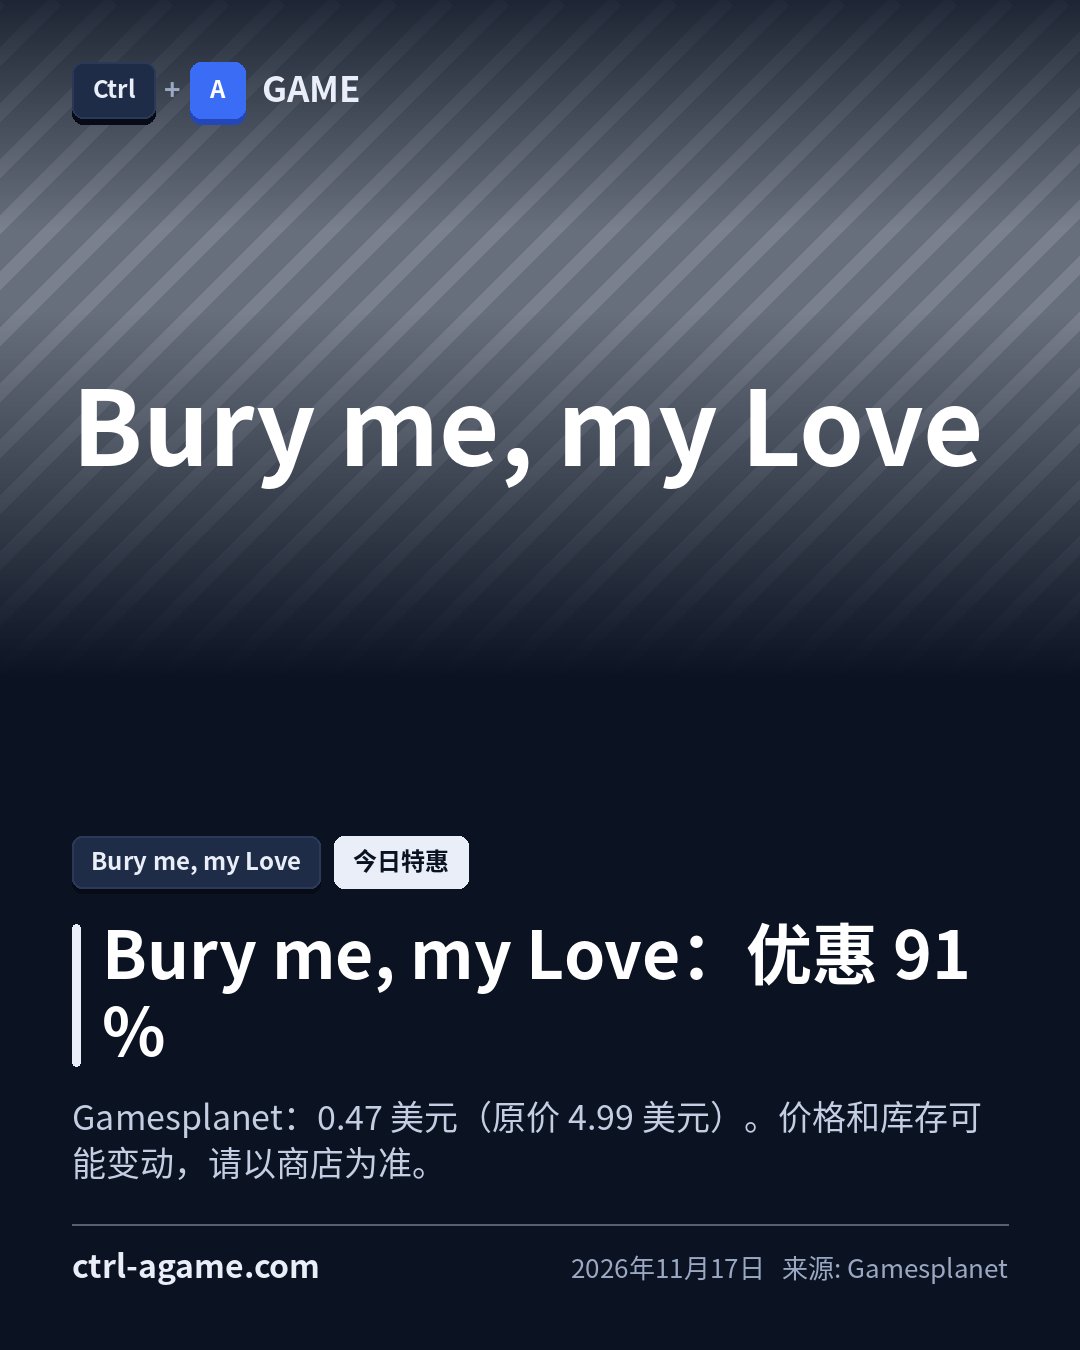 Ctrl + A GAME
Bury me, my Love
Bury me, my Love 今日特惠
Bury me, my Love：优惠 91
%
Gamesplanet：0.47 美元（原价 4.99 美元）。价格和库存可
能变动，请以商店为准。
ctrl-agame.com 2026年11月17日 来源: Gamesplanet